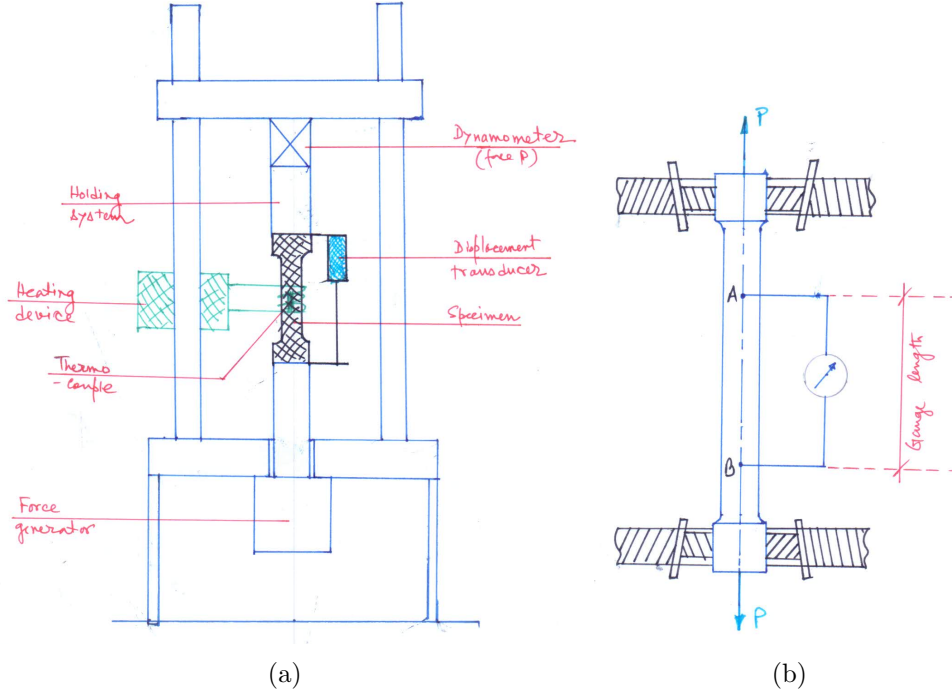 Dynamometer
(force P)
Holding
system
Displacement
transducer
Heating
device
Specimen
Thermo
-couple
Force
generator
(a)
P
A
Gauge length
B
P
(b)